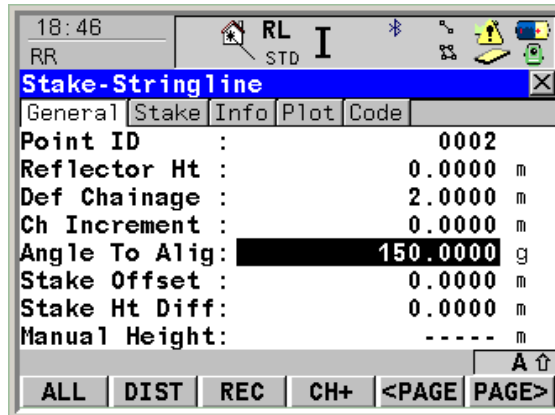 18:46 RL I
RR STD
Stake-Stringline X
General Stake Info Plot Code
Point ID : 0002
Reflector Ht : 0.0000 m
Def Chainage : 2.0000 m
Ch Increment : 0.0000 m
Angle To Alig: 150.0000 g
Stake Offset : 0.0000 m
Stake Ht Diff: 0.0000 m
Manual Height: ----- m
A ⇧
ALL DIST REC CH+ <PAGE PAGE>